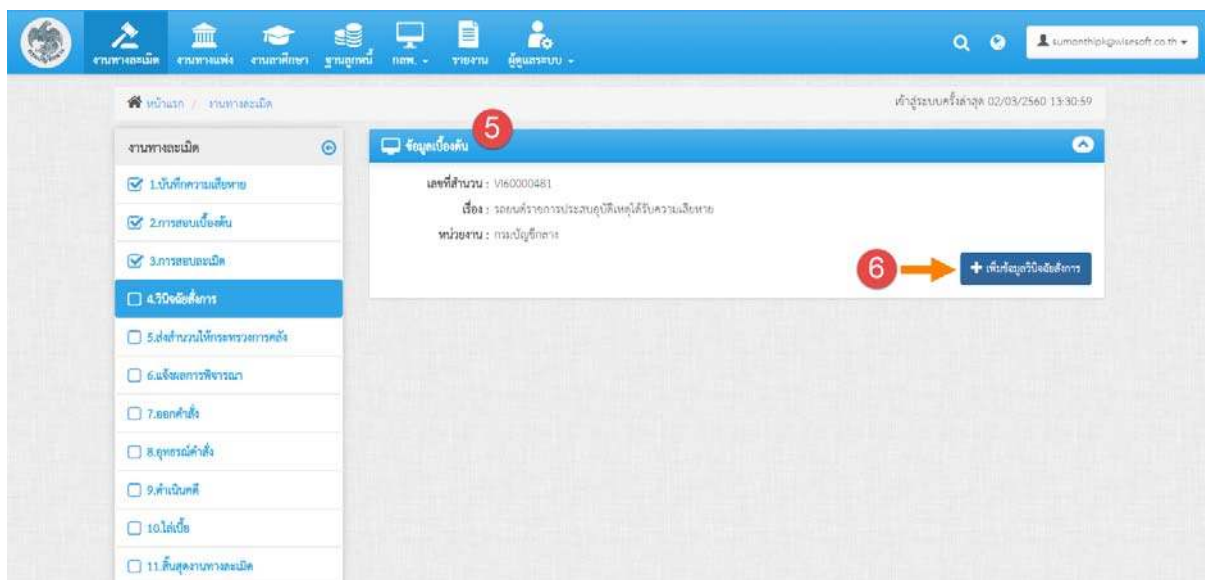 งานทางละเมิด งานทางแพ่ง งานลาศึกษา ฐานลูกหนี้ กลพ. รายงาน ผู้ดูแลระบบ
sumonthipk@wisesoft.co.th
หน้าแรก / งานทางละเมิด
เข้าสู่ระบบครั้งล่าสุด 02/03/2560 13:30:59
งานทางละเมิด
1.บันทึกความเสียหาย
2.การสอบเบื้องต้น
3.การสอบละเมิด
4.วินิจฉัยสั่งการ
5.ส่งสำนวนให้กระทรวงการคลัง
6.แจ้งผลการพิจารณา
7.ออกคำสั่ง
8.อุทธรณ์คำสั่ง
9.ดำเนินคดี
10.ไล่เบี้ย
11.สิ้นสุดงานทางละเมิด
ข้อมูลเบื้องต้น
5
เลขที่สำนวน : VI60000481
เรื่อง : รถยนต์ราชการประสบอุบัติเหตุได้รับความเสียหาย
หน่วยงาน : กรมบัญชีกลาง
6
+ เพิ่มข้อมูลวินิจฉัยสั่งการ